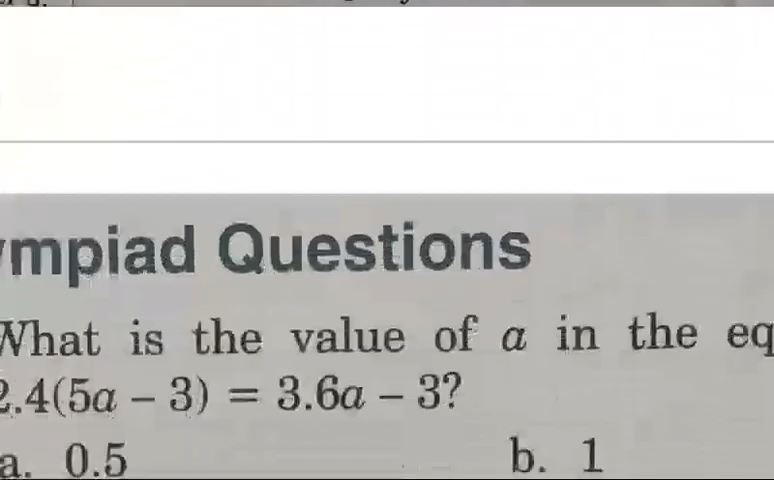 mpiad Questions
What is the value of a in the eq
2.4(5a – 3) = 3.6a – 3?
a. 0.5 b. 1